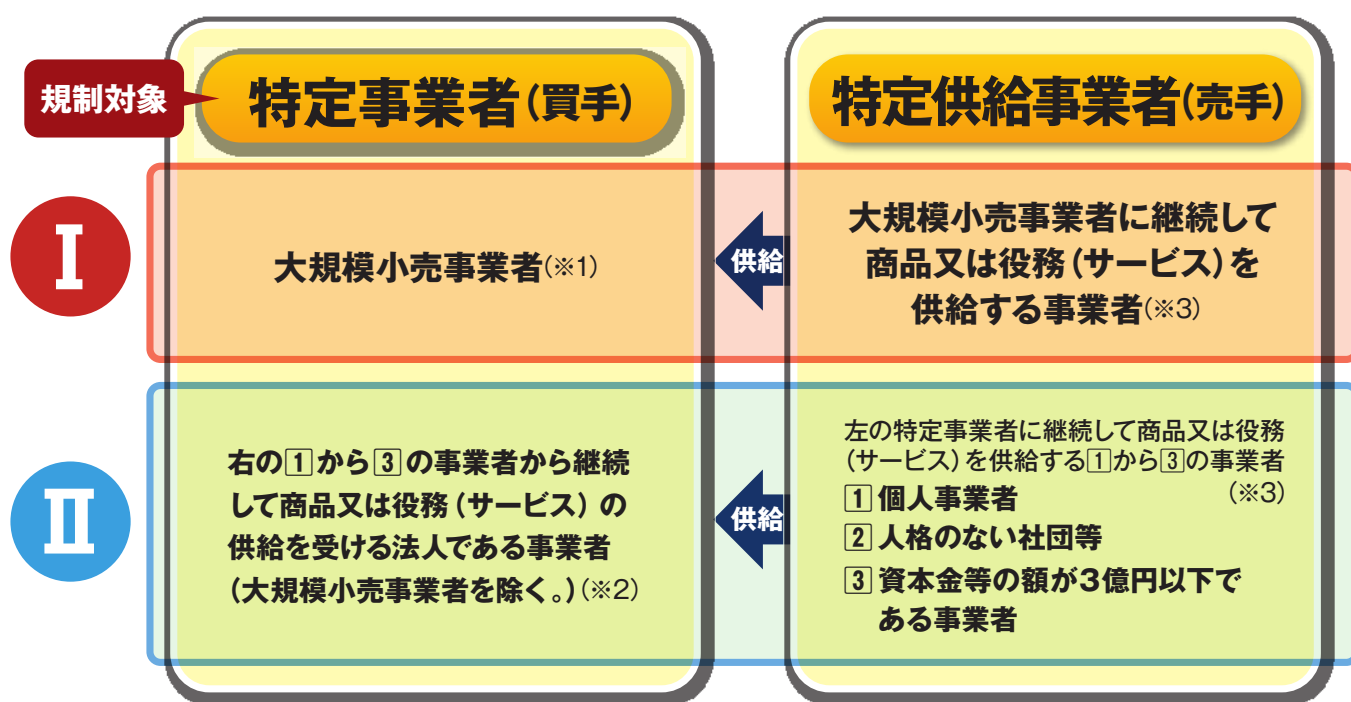 規制対象
特定事業者(買手)
特定供給事業者(売手)
Ⅰ
大規模小売事業者(※1)
供給
大規模小売事業者に継続して
商品又は役務(サービス)を
供給する事業者(※3)
Ⅱ
右の1から3の事業者から継続
して商品又は役務(サービス)の
供給を受ける法人である事業者
(大規模小売事業者を除く。)(※2)
供給
左の特定事業者に継続して商品又は役務
(サービス)を供給する1から3の事業者
(※3)
1個人事業者
2人格のない社団等
3資本金等の額が3億円以下で
ある事業者